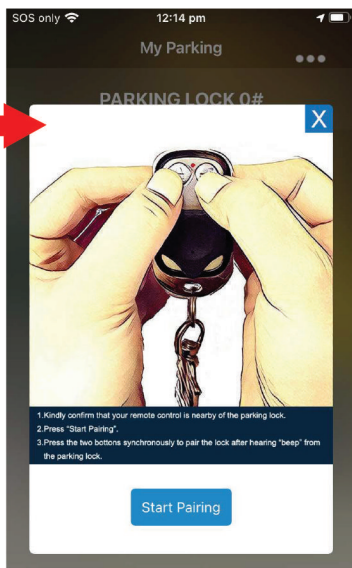 SOS only 12:14 pm
My Parking
PARKING LOCK 0#
X
1.Kindly confirm that your remote control is nearby of the parking lock.
2.Press "Start Pairing".
3.Press the two bottons synchronously to pair the lock after hearing "beep" from
the parking lock.
Start Pairing